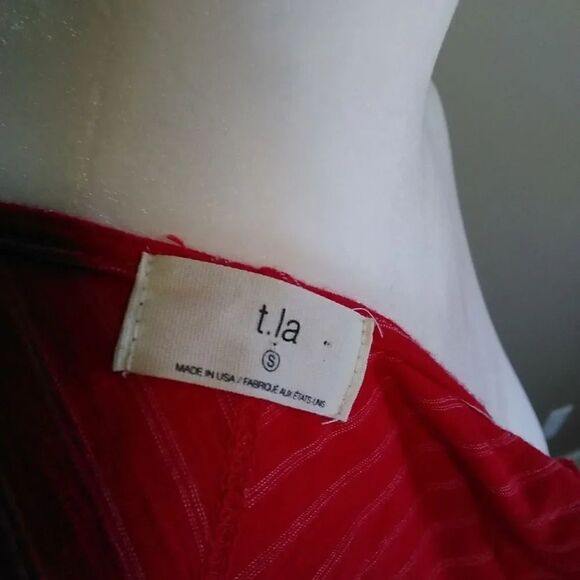 t.la
S
MADE IN USA / FABRIQUÉ AUX ÉTATS-UNIS